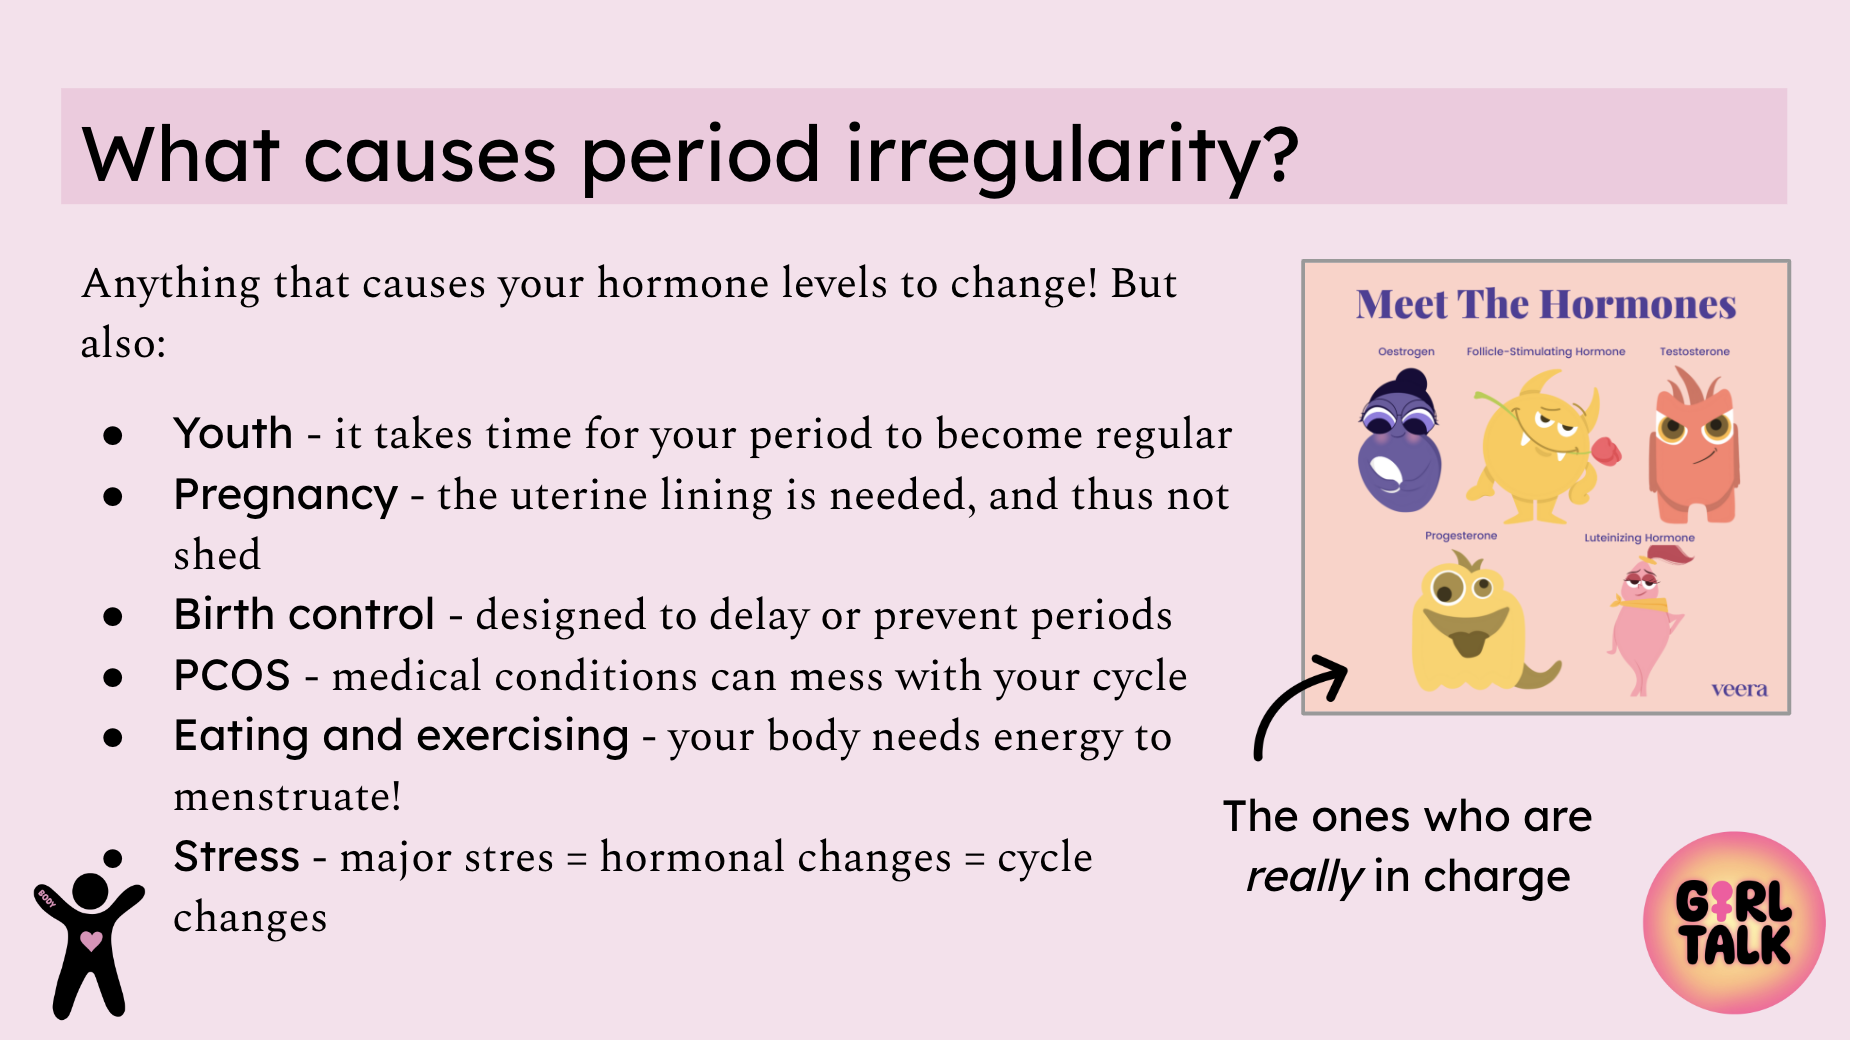 What causes period irregularity?
Anything that causes your hormone levels to change! But
also:
● Youth - it takes time for your period to become regular
● Pregnancy - the uterine lining is needed, and thus not
shed
● Birth control - designed to delay or prevent periods
● PCOS - medical conditions can mess with your cycle
● Eating and exercising - your body needs energy to
menstruate!
● Stress - major stres = hormonal changes = cycle
changes
Meet The Hormones
Oestrogen
Follicle-Stimulating Hormone
Testosterone
Progesterone
Luteinizing Hormone
veera
The ones who are
really in charge
BODY
GIRL
TALK